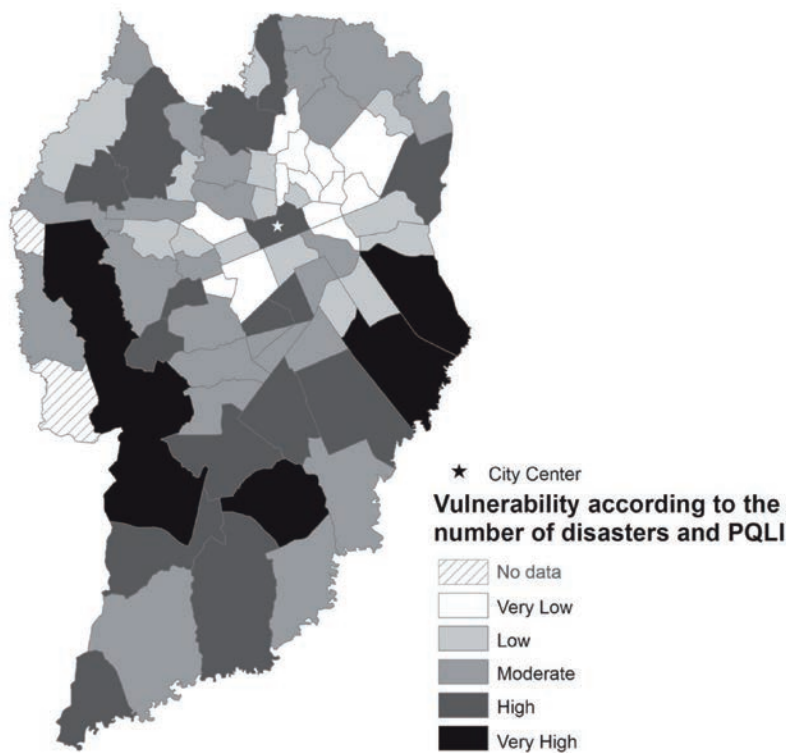 City Center
Vulnerability according to the
number of disasters and PQLI
No data
Very Low
Low
Moderate
High
Very High